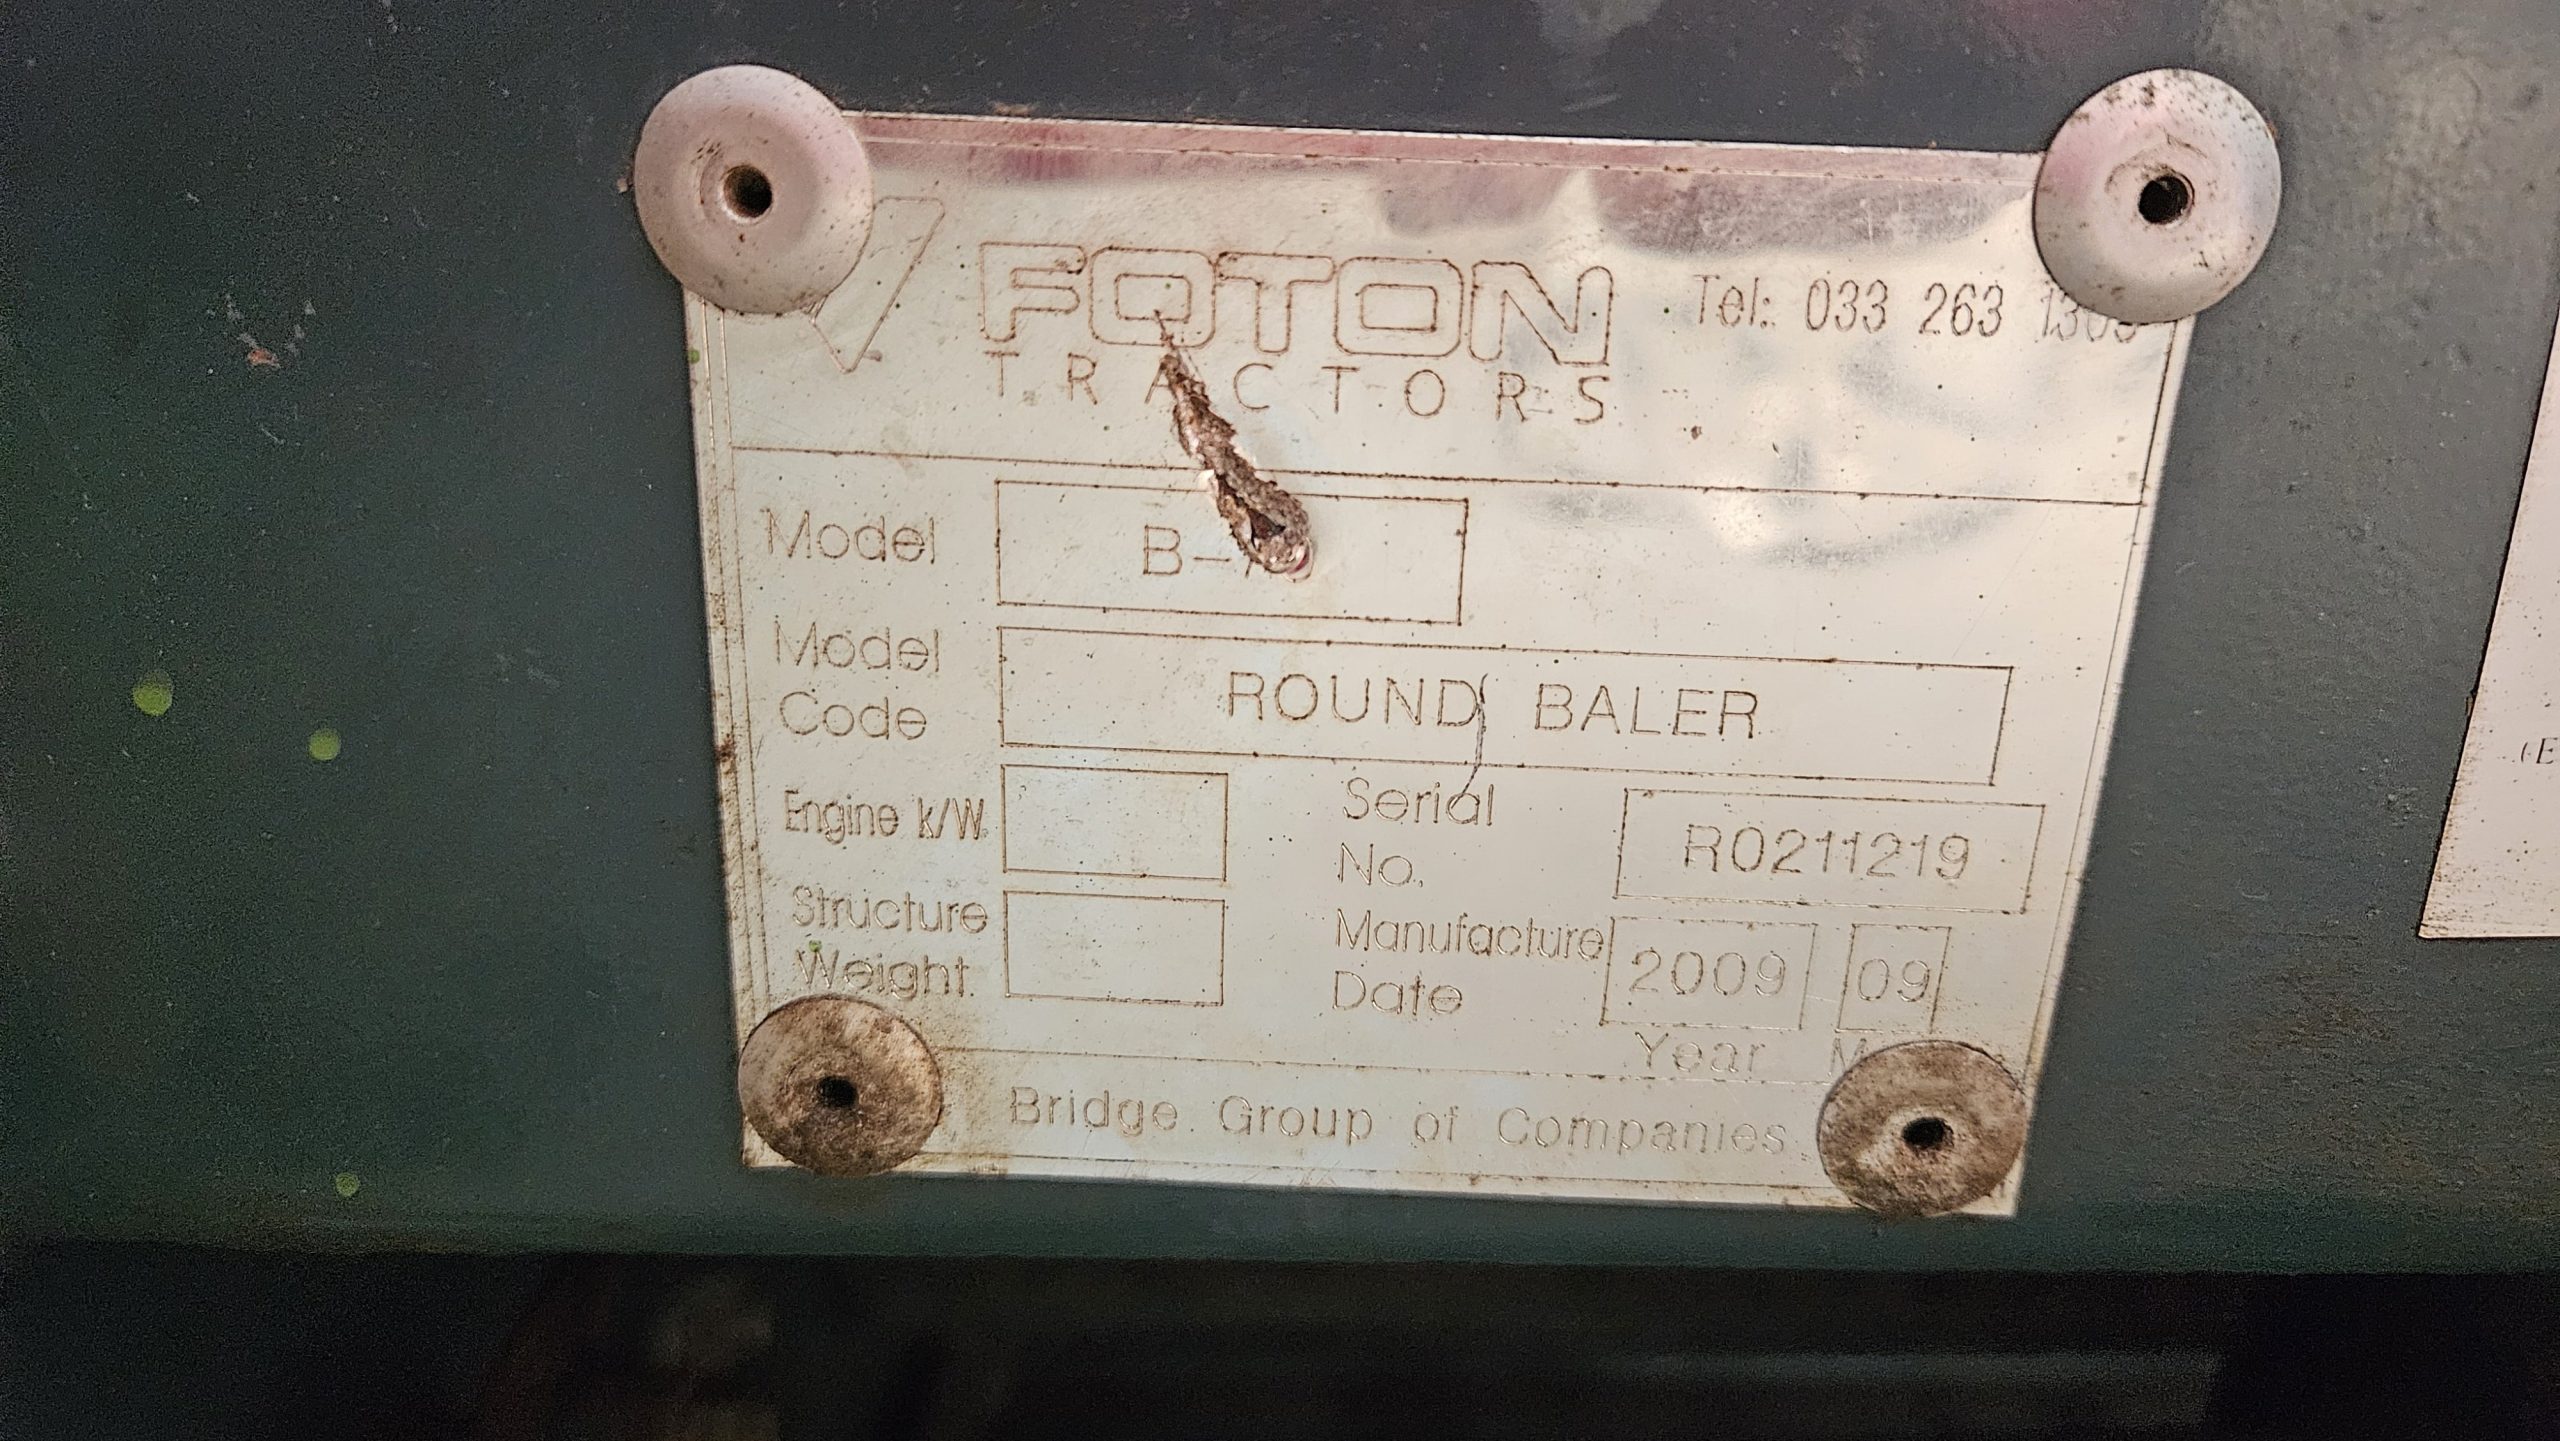 FOTON Tel: 033 263
TRACTORS
Model
Model Code ROUND BALER
Engine k/W
Serial No. R0211219
Structure Weight
Manufacture Date 2009 09
Year
Bridge Group of Companies